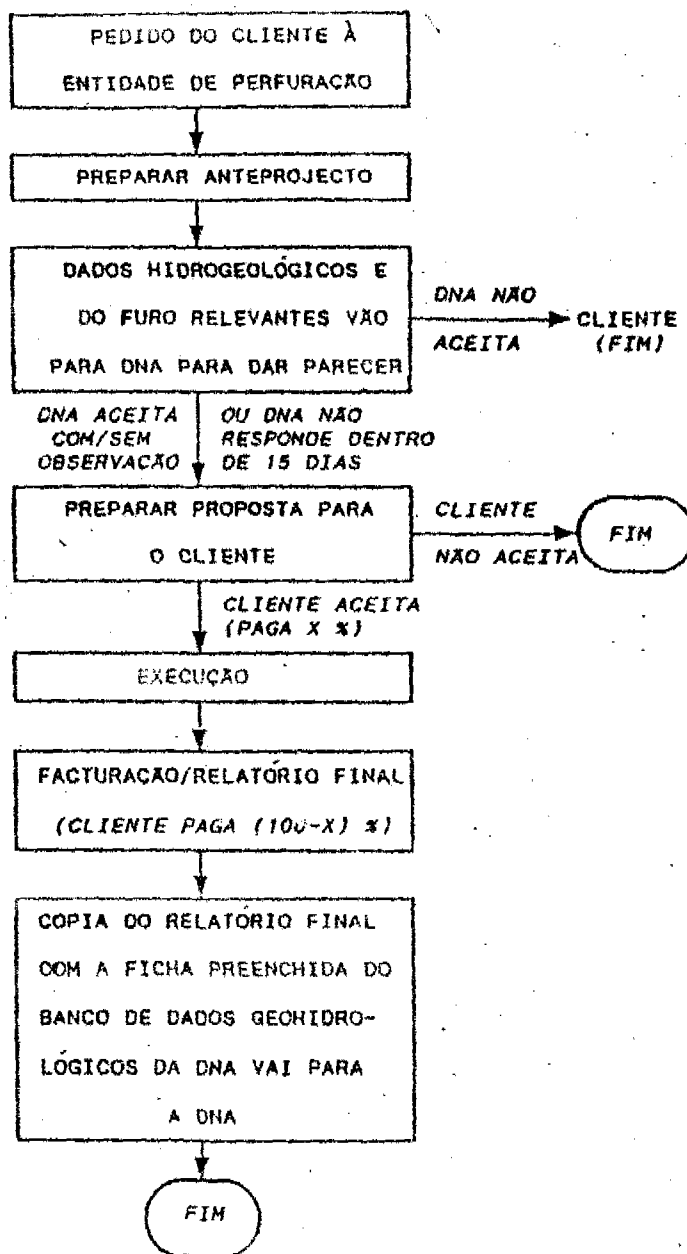 PEDIDO DO CLIENTE À
ENTIDADE DE PERFURAÇÃO
PREPARAR ANTEPROJECTO
DADOS HIDROGEOLÓGICOS E
DO FURO RELEVANTES VÃO
PARA DNA PARA DAR PARECER
DNA NÃO
ACEITA
CLIENTE
(FIM)
DNA ACEITA
COM/SEM
OBSERVAÇÃO
OU DNA NÃO
RESPONDE DENTRO
DE 15 DIAS
PREPARAR PROPOSTA PARA
O CLIENTE
CLIENTE
NÃO ACEITA
FIM
CLIENTE ACEITA
(PAGA X %)
EXECUÇÃO
FACTURAÇÃO/RELATÓRIO FINAL
(CLIENTE PAGA (100-X) %)
COPIA DO RELATÓRIO FINAL
COM A FICHA PREENCHIDA DO
BANCO DE DADOS GEOHIDRO-
LÓGICOS DA DNA VAI PARA
A DNA
FIM